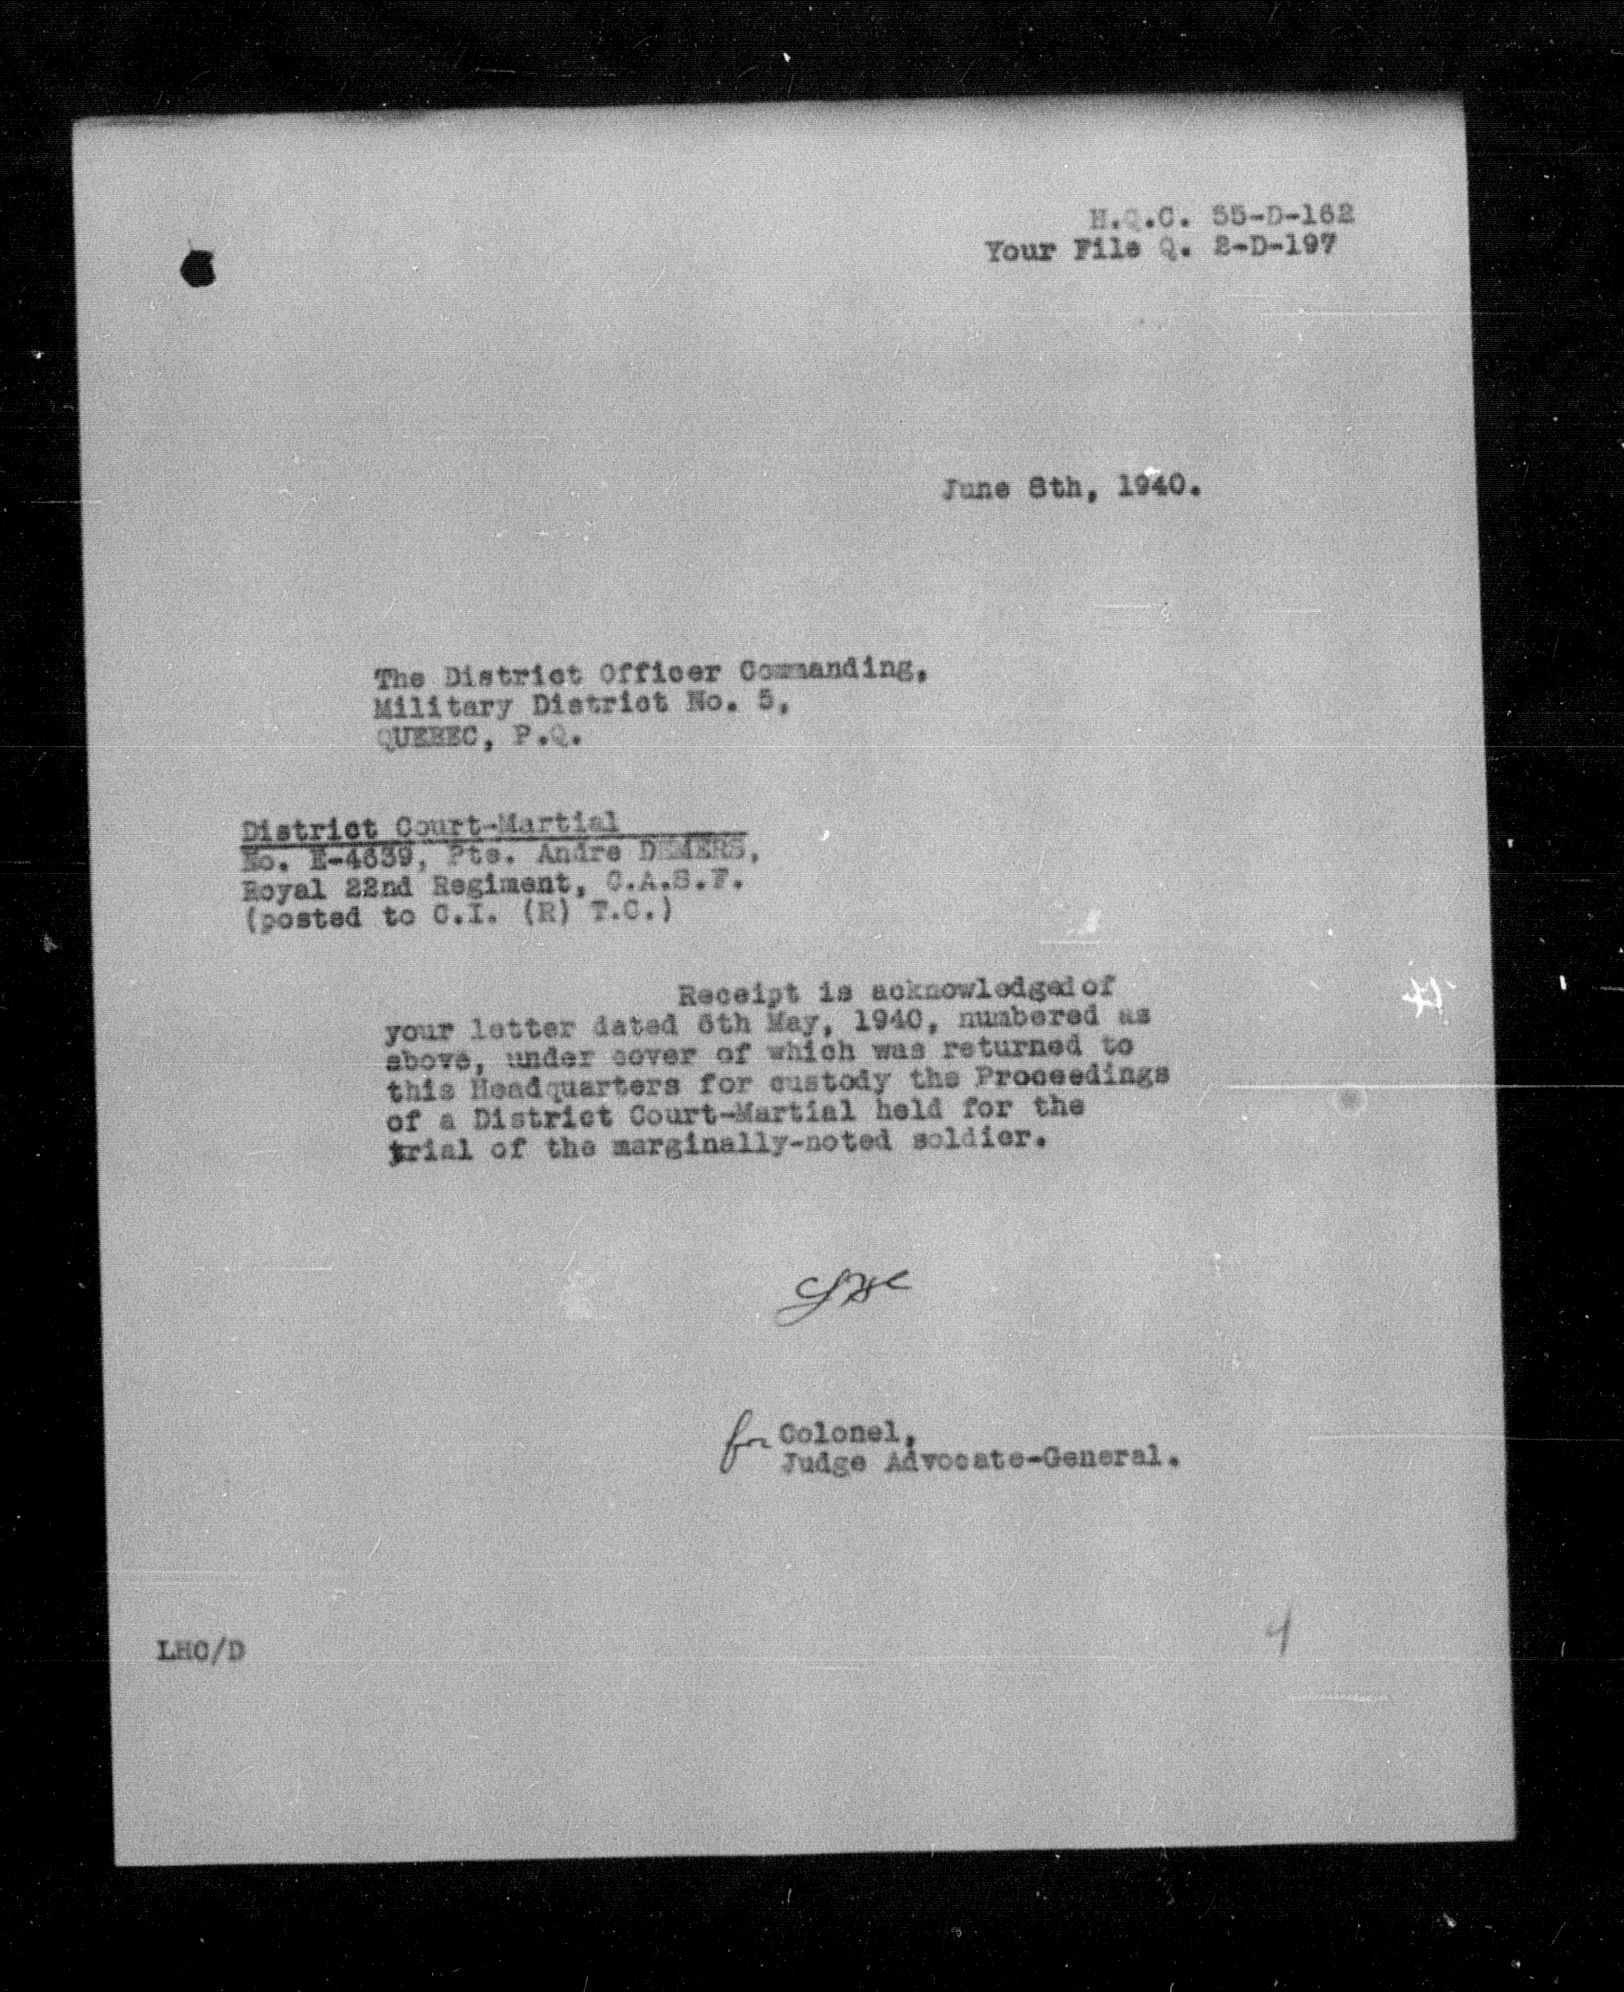 H.Q.C. 55-D-162
Your File Q. 2-D-197
June 8th, 1940.
The District Officer Commanding,
Military District No. 5,
QUEBEC, P.Q.
District Court-Martial
No. E-4639, Pte. Andre DEMERS,
Royal 22nd Regiment, C.A.S.F.
(posted to C.I. (R) T.C.)
Receipt is acknowledged of
your letter dated 6th May, 1940, numbered as
above, under cover of which was returned to
this Headquarters for custody the Proceedings
of a District Court-Martial held for the
trial of the marginally-noted soldier.
for Colonel,
Judge Advocate-General.
LHC/D
4